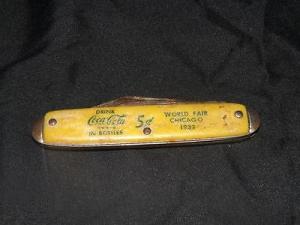 DRINK
Coca-Cola
IN BOTTLES
5¢
WORLD FAIR
CHICAGO
1933